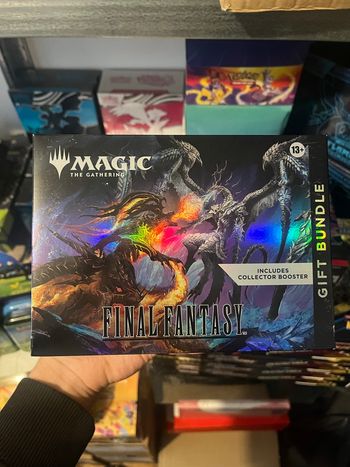 MAGIC
THE GATHERING
13+
INCLUDES
COLLECTOR BOOSTER
FINAL FANTASY
GIFT BUNDLE